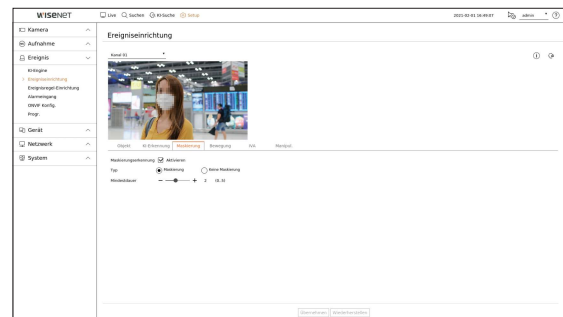 WISENET
Live Suchen KI-Suche Setup
2021-02-01 16:49:07 admin
Kamera
Aufnahme
Ereignis
KI-Engine
Ereigniseinrichtung
Ereignisregel-Einrichtung
Alarmeingang
ONVIF Konfig.
Progr.
Gerät
Netzwerk
System
Ereigniseinrichtung
Kanal 01
Objekt KI-Erkennung Maskierung Bewegung IVA Manipul.
Maskierungserkennung Aktivieren
Typ Maskierung Keine Maskierung
Mindestdauer 3 (0, 5)
Übernehmen Wiederherstellen